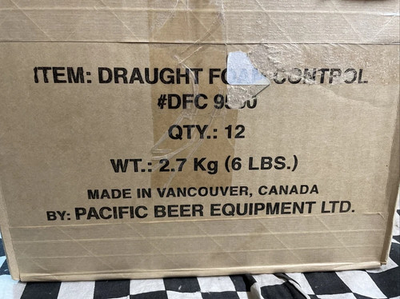 ITEM: DRAUGHT CONTROL
#DFC
QTY.: 12
WT.: 2.7 Kg (6 LBS.)
MADE IN VANCOUVER, CANADA
BY: PACIFIC BEER EQUIPMENT LTD.